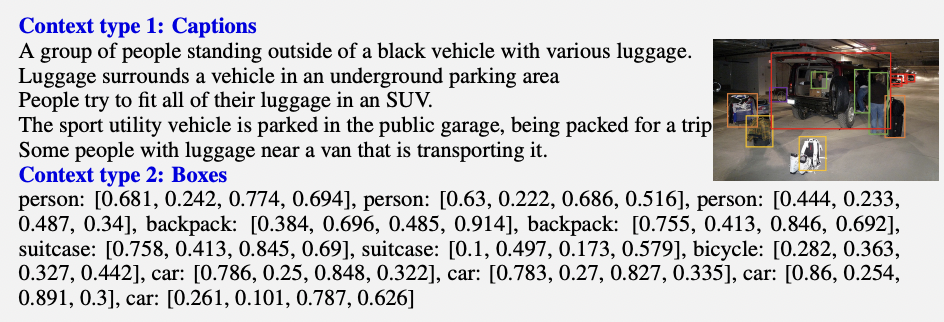 Context type 1: Captions
A group of people standing outside of a black vehicle with various luggage.
Luggage surrounds a vehicle in an underground parking area
People try to fit all of their luggage in an SUV.
The sport utility vehicle is parked in the public garage, being packed for a trip
Some people with luggage near a van that is transporting it.
Context type 2: Boxes
person: [0.681, 0.242, 0.774, 0.694], person: [0.63, 0.222, 0.686, 0.516], person: [0.444, 0.233,
0.487, 0.34], backpack: [0.384, 0.696, 0.485, 0.914], backpack: [0.755, 0.413, 0.846, 0.692],
suitcase: [0.758, 0.413, 0.845, 0.69], suitcase: [0.1, 0.497, 0.173, 0.579], bicycle: [0.282, 0.363,
0.327, 0.442], car: [0.786, 0.25, 0.848, 0.322], car: [0.783, 0.27, 0.827, 0.335], car: [0.86, 0.254,
0.891, 0.3], car: [0.261, 0.101, 0.787, 0.626]